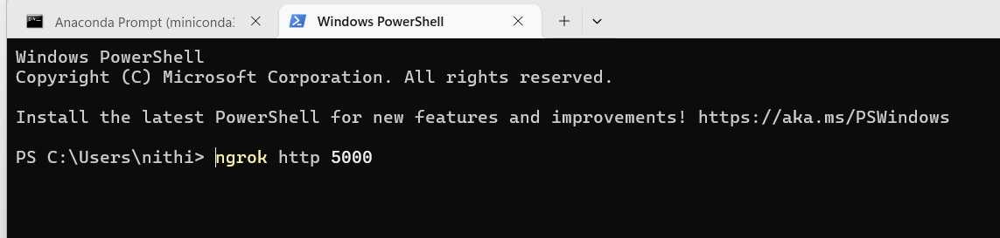 Anaconda Prompt (miniconda:
Windows PowerShell
Windows PowerShell
Copyright (C) Microsoft Corporation. All rights reserved.
Install the latest PowerShell for new features and improvements! https://aka.ms/PSWindows
PS C:\Users\nithi> ngrok http 5000